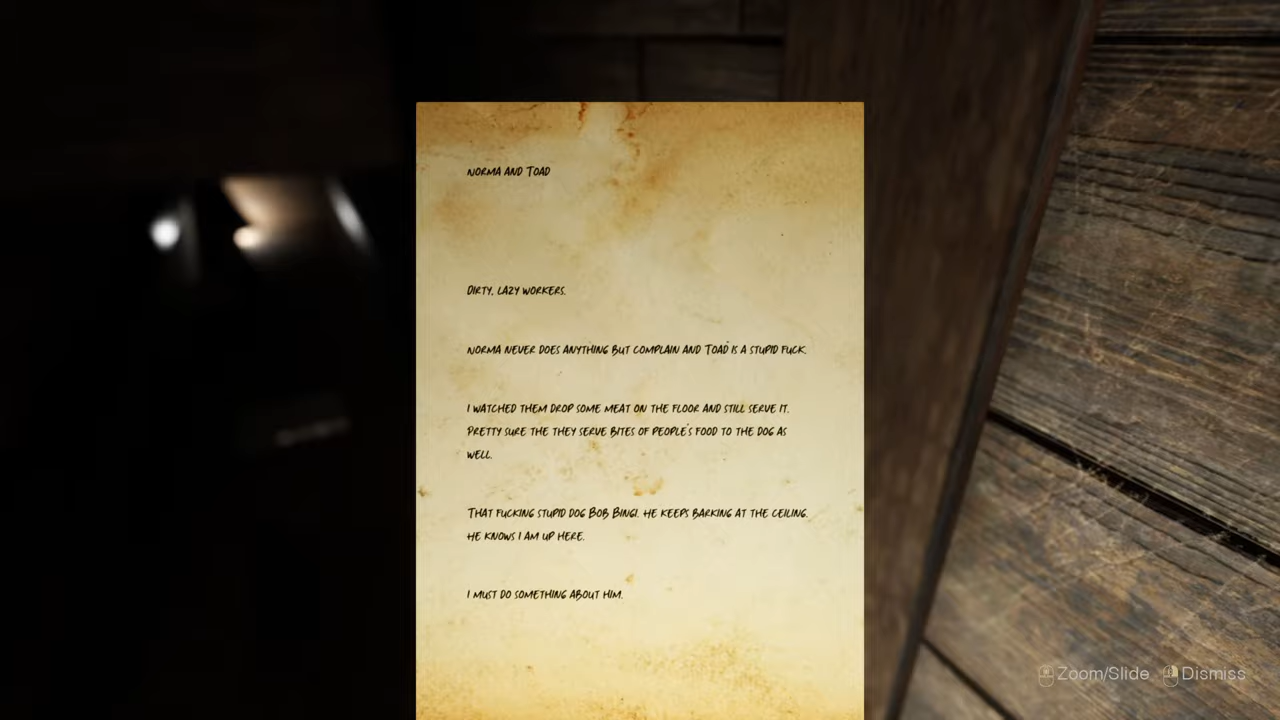 NORMA AND TOAD
DIRTY, LAZY WORKERS.
NORMA NEVER DOES ANYTHING BUT COMPLAIN AND TOAD IS A STUPID FUCK.
I WATCHED THEM DROP SOME MEAT ON THE FLOOR AND STILL SERVE IT.
PRETTY SURE THE THEY SERVE BITES OF PEOPLE'S FOOD TO THE DOG AS
WELL.
THAT FUCKING STUPID DOG BOB BINGI. HE KEEPS BARKING AT THE CEILING.
HE KNOWS I AM UP HERE.
I MUST DO SOMETHING ABOUT HIM.
Zoom/Slide Dismiss